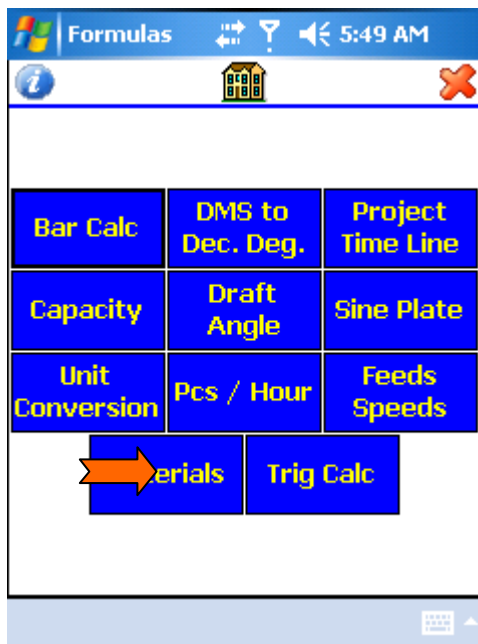 Formulas 5:49 AM
Bar Calc
DMS to
Dec. Deg.
Project
Time Line
Capacity
Draft
Angle
Sine Plate
Unit
Conversion
Pcs / Hour
Feeds
Speeds
erials
Trig Calc